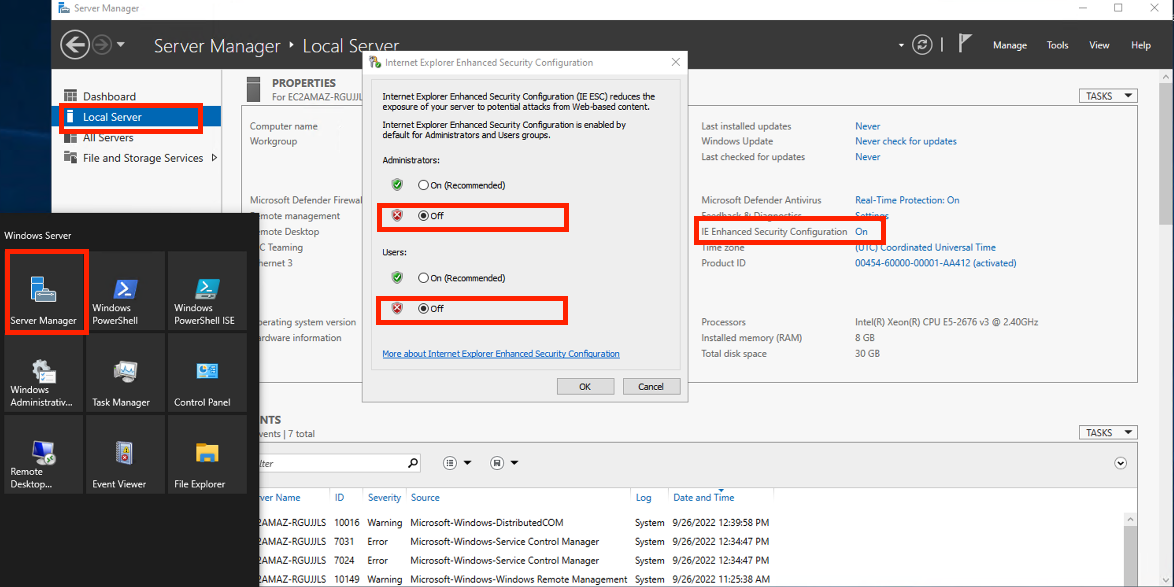 Server Manager
Server Manager ‣ Local Server
Manage Tools View Help
Dashboard
Local Server
All Servers
File and Storage Services
PROPERTIES
For EC2AMAZ-RGUJJL
TASKS
Computer name
Workgroup
Last installed updates Never
Windows Update Never check for updates
Last checked for updates Never
Microsoft Defender Firewal
emote management
emote Desktop
C Teaming
thernet 3
Microsoft Defender Antivirus Real-Time Protection: On
Feedback & Diagnostics Settings
IE Enhanced Security Configuration On
Time zone (UTC) Coordinated Universal Time
Product ID 00454-60000-00001-AA412 (activated)
perating system version
ardware information
Processors Intel(R) Xeon(R) CPU E5-2676 v3 @ 2.40GHz
Installed memory (RAM) 8 GB
Total disk space 30 GB
Internet Explorer Enhanced Security Configuration
Internet Explorer Enhanced Security Configuration (IE ESC) reduces the
exposure of your server to potential attacks from Web-based content.
Internet Explorer Enhanced Security Configuration is enabled by
default for Administrators and Users groups.
Administrators:
On (Recommended)
Off
Users:
On (Recommended)
Off
More about Internet Explorer Enhanced Security Configuration
OK Cancel
Windows Server
Server Manager
Windows
PowerShell
Windows
PowerShell ISE
Windows
Administrativ...
Task Manager
Control Panel
Remote
Desktop...
Event Viewer
File Explorer
NTS
vents | 7 total
TASKS
lter
rver Name ID Severity Source Log Date and Time
2AMAZ-RGUJJLS 10016 Warning Microsoft-Windows-DistributedCOM System 9/26/2022 12:39:58 PM
2AMAZ-RGUJJLS 7031 Error Microsoft-Windows-Service Control Manager System 9/26/2022 12:34:47 PM
2AMAZ-RGUJJLS 7024 Error Microsoft-Windows-Service Control Manager System 9/26/2022 12:34:47 PM
2AMAZ-RGUJJLS 10149 Warning Microsoft-Windows-Windows Remote Management System 9/26/2022 11:25:38 AM